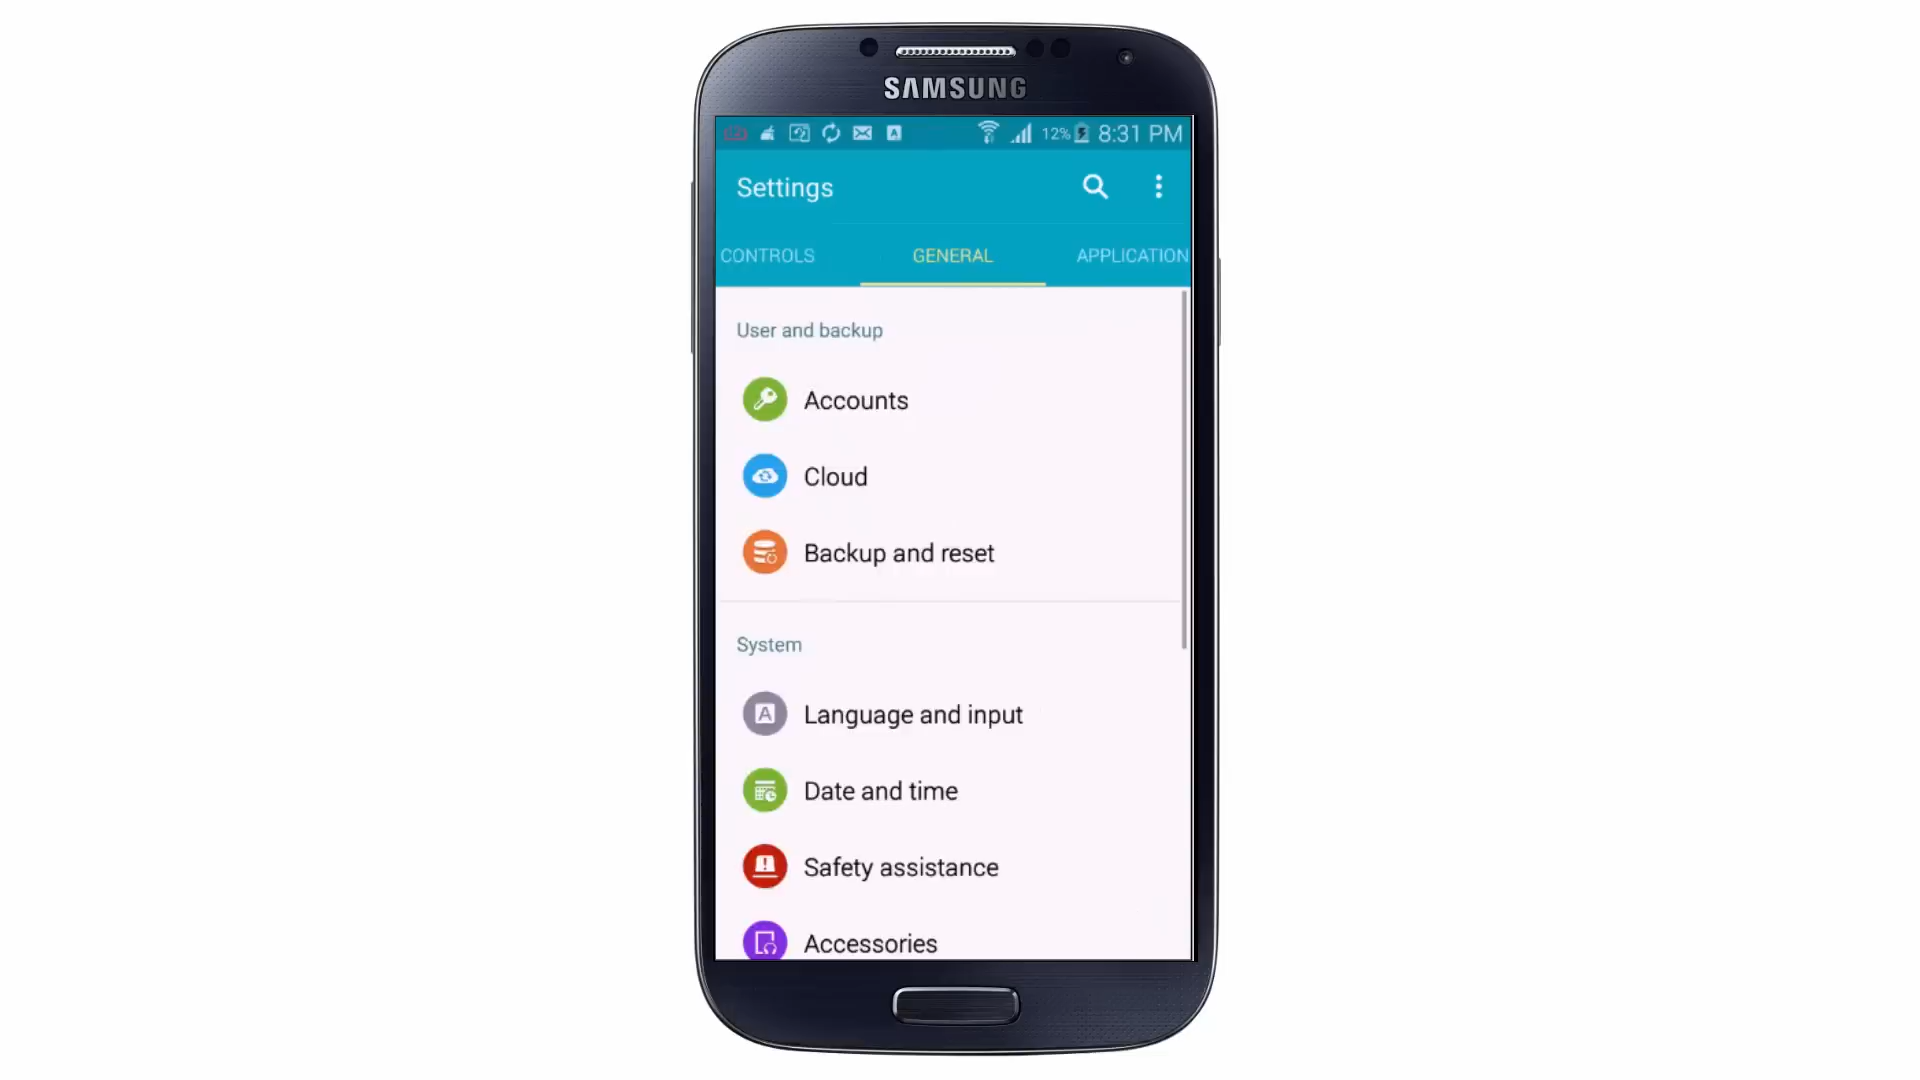 SAMSUNG
12% 8:31 PM
Settings
CONTROLS GENERAL APPLICATION
User and backup
Accounts
Cloud
Backup and reset
System
A Language and input
Date and time
Safety assistance
Accessories